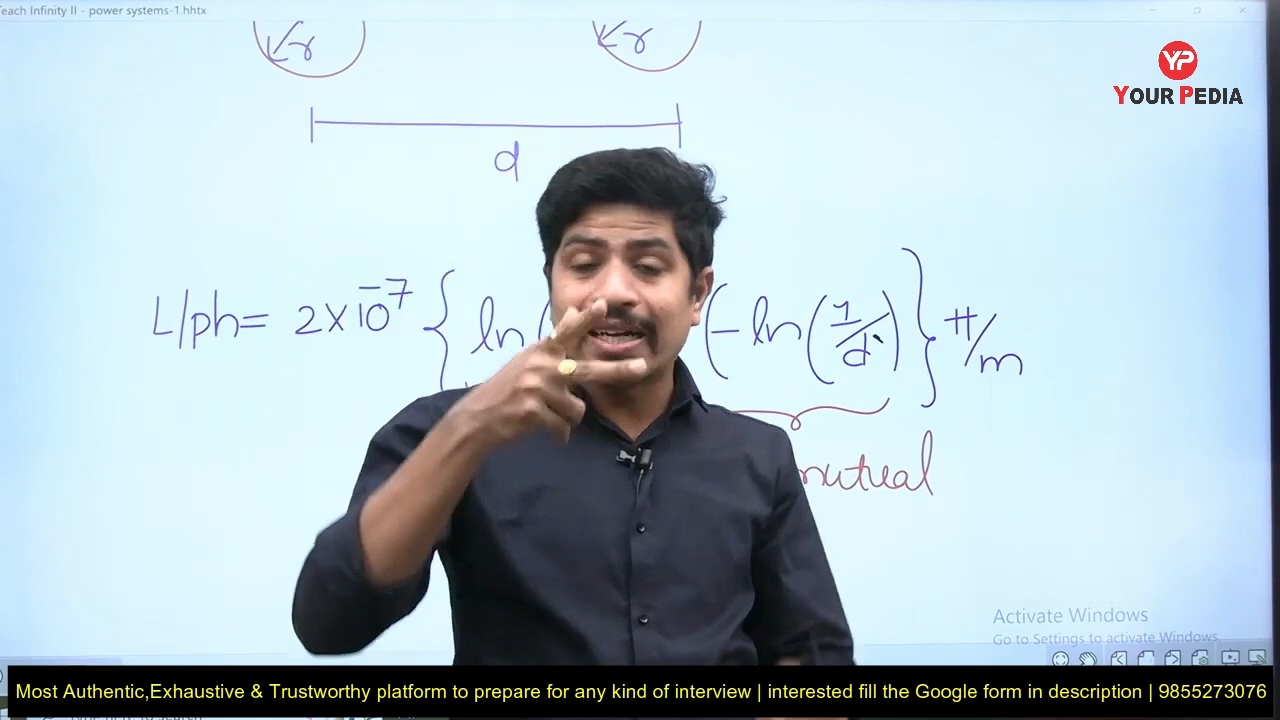 Teach Infinity II - power systems-1.hhtx
YP
YOUR PEDIA
r r
d
L/ph= 2×10⁻⁷ { ln( (-ln(1/d)} H/m
mutual
Activate Windows
Go to Settings to activate Windows.
Most Authentic,Exhaustive & Trustworthy platform to prepare for any kind of interview | interested fill the Google form in description | 9855273076